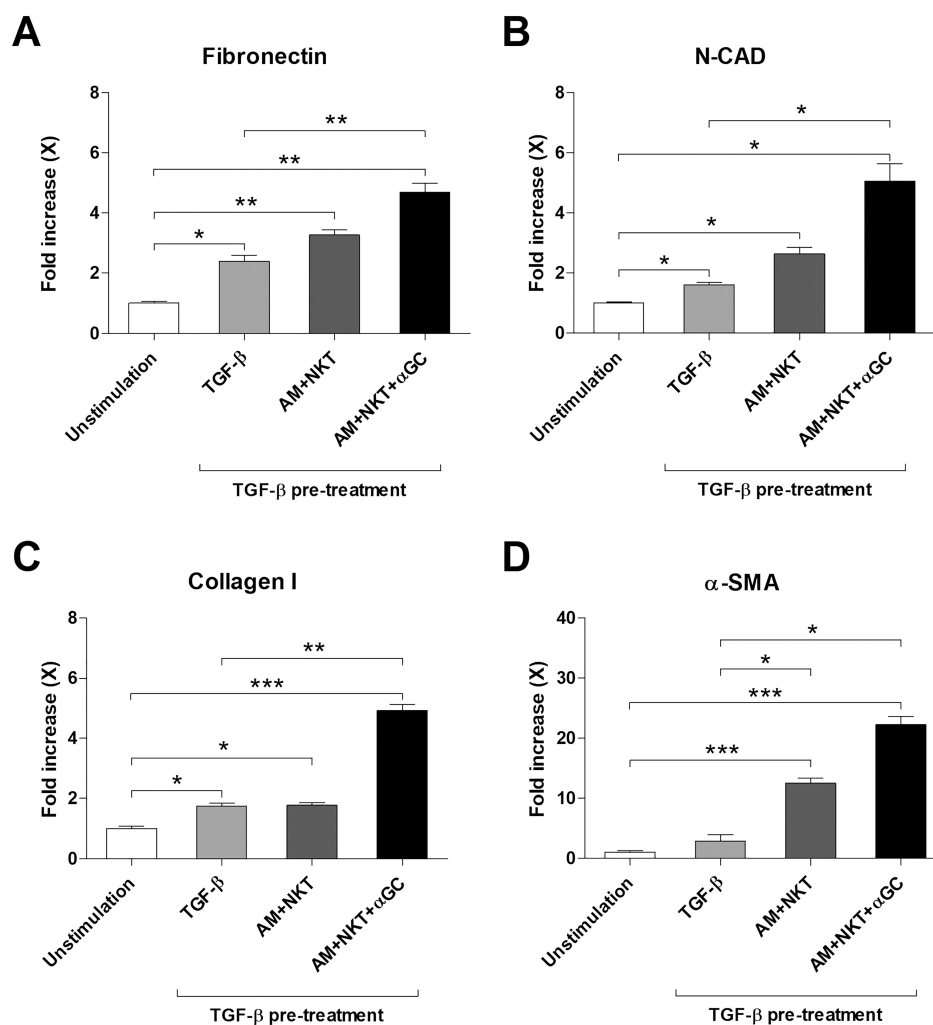 A
Fibronectin
Fold increase (X)
8
6
4
2
0
**
**
**
*
Unstimulation
TGF-β
AM+NKT
AM+NKT+αGC
TGF-β pre-treatment
B
N-CAD
Fold increase (X)
8
6
4
2
0
*
*
*
*
Unstimulation
TGF-β
AM+NKT
AM+NKT+αGC
TGF-β pre-treatment
C
Collagen I
Fold increase (X)
8
6
4
2
0
**
***
*
*
Unstimulation
TGF-β
AM+NKT
AM+NKT+αGC
TGF-β pre-treatment
D
α-SMA
Fold increase (X)
40
30
20
10
0
*
*
***
***
Unstimulation
TGF-β
AM+NKT
AM+NKT+αGC
TGF-β pre-treatment